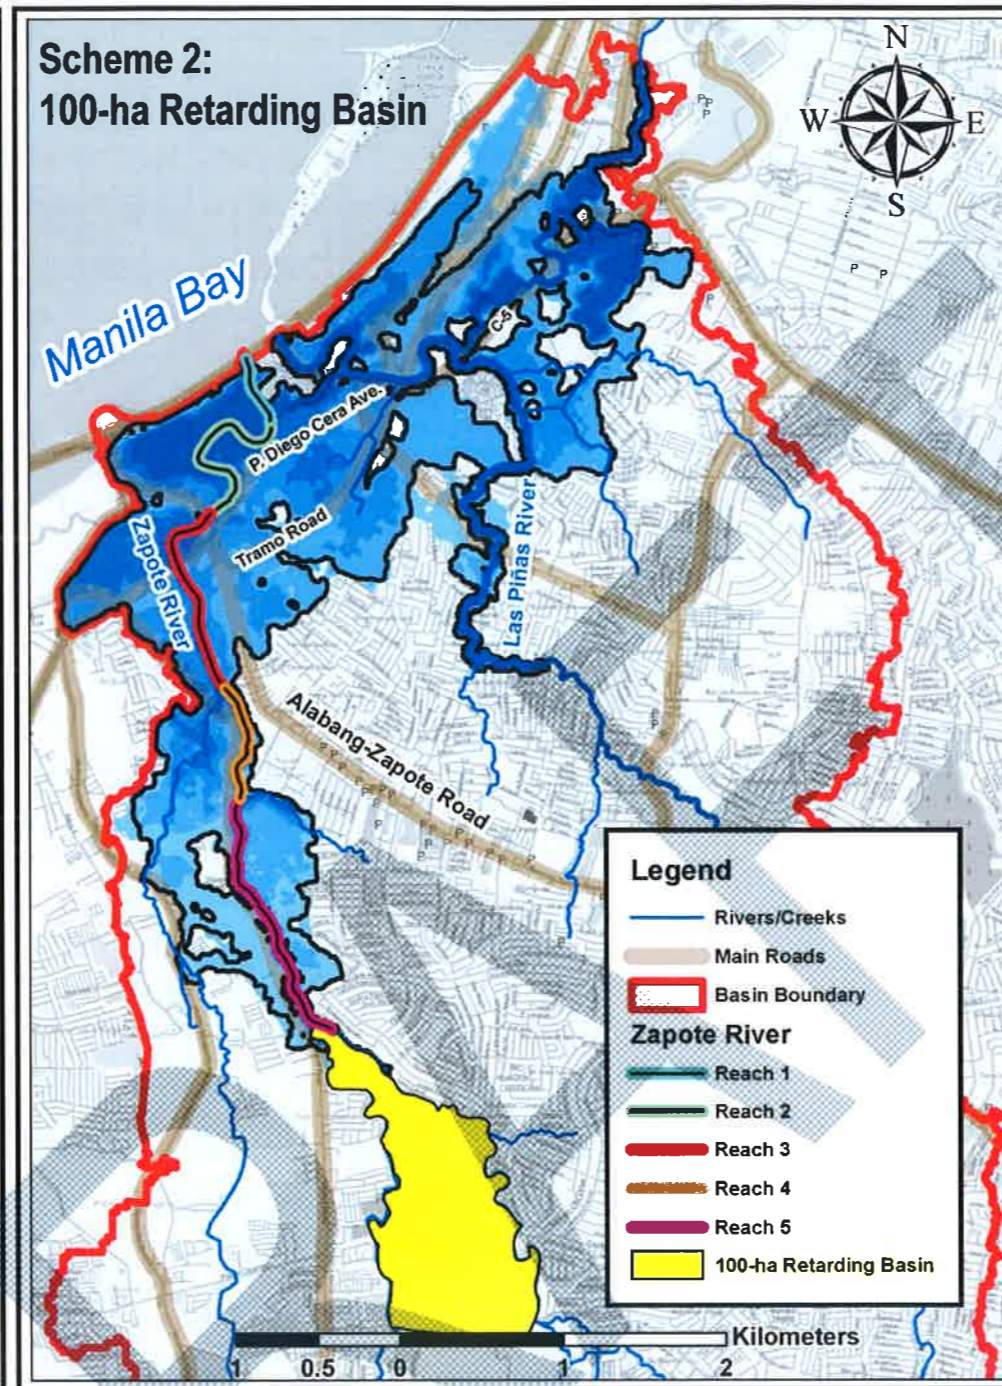 Scheme 2:
100-ha Retarding Basin
N
W
E
S
Manila Bay
C-5
P. Diego Cera Ave.
Tramo Road
Zapote River
Las Piñas River
Alabang-Zapote Road
Legend
Rivers/Creeks
Main Roads
Basin Boundary
Zapote River
Reach 1
Reach 2
Reach 3
Reach 4
Reach 5
100-ha Retarding Basin
Kilometers
1 0.5 0 1 2